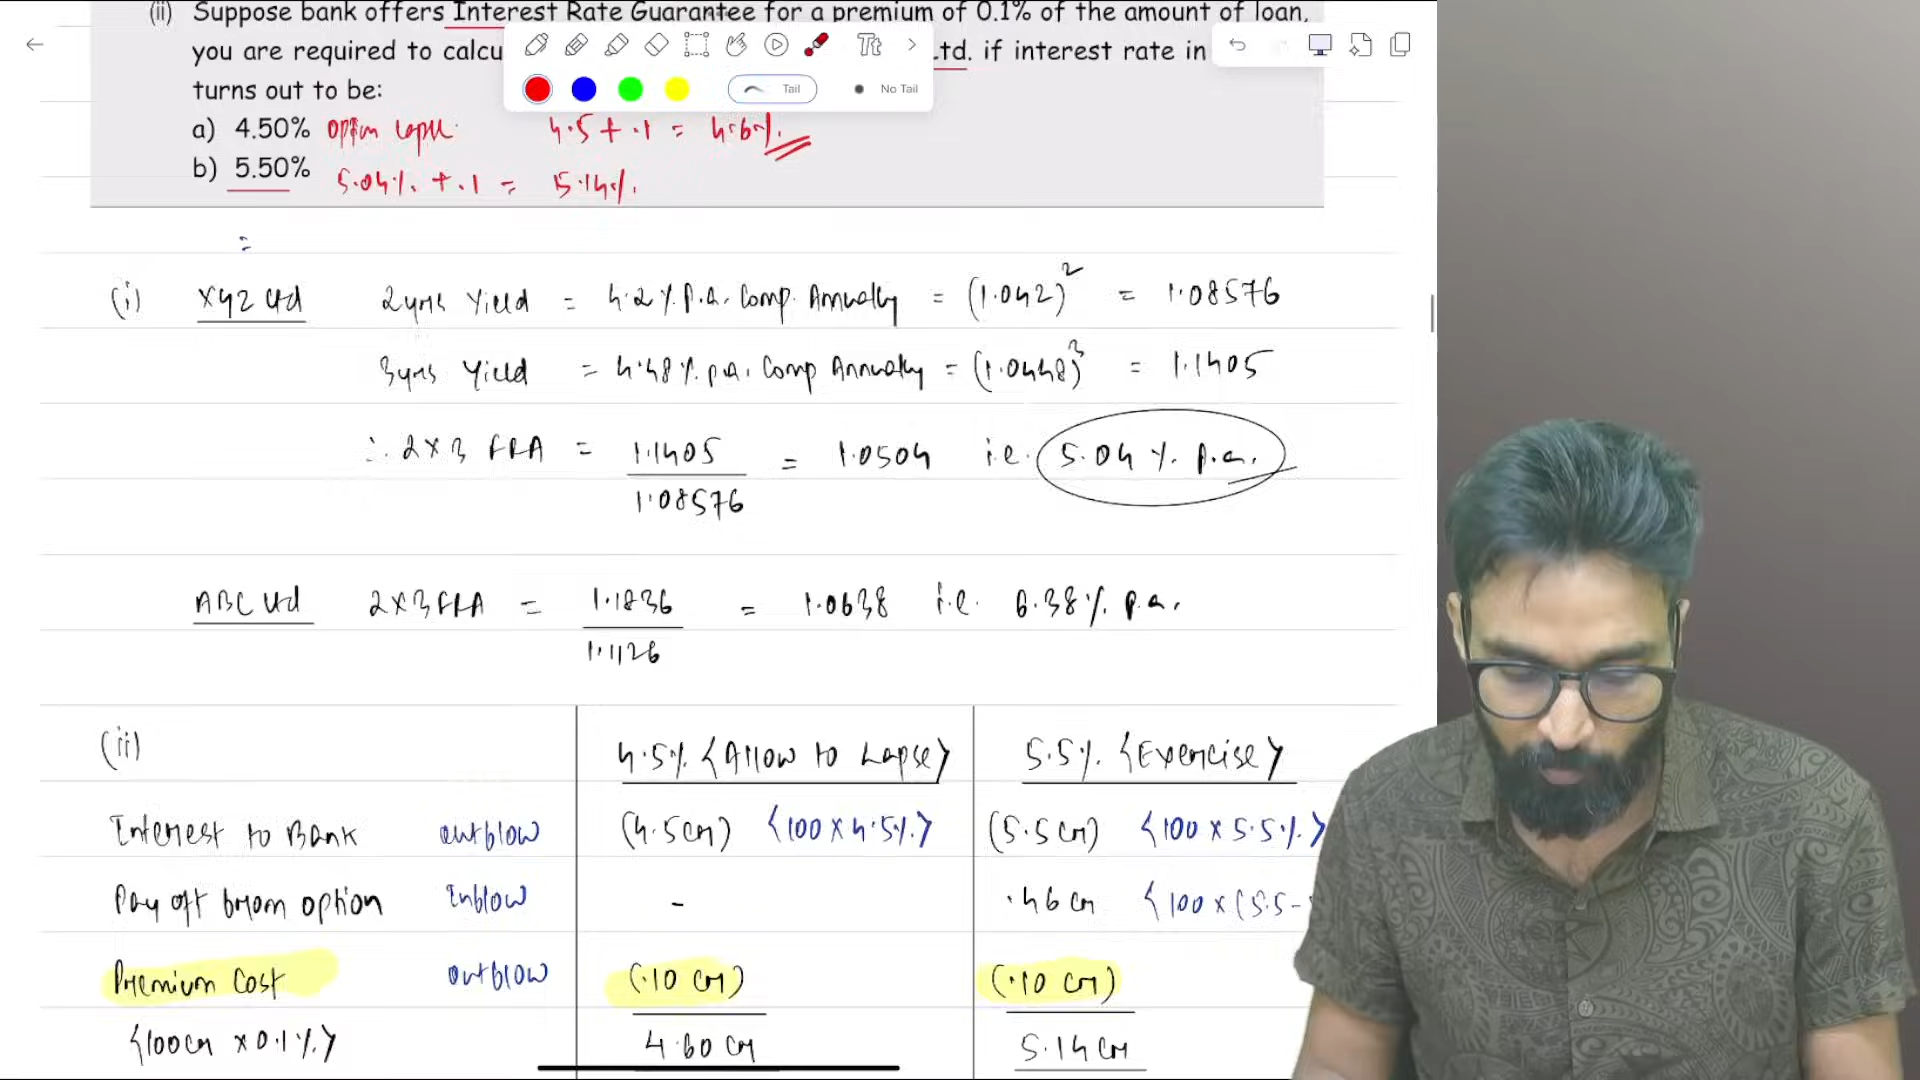 (ii) Suppose bank offers Interest Rate Guarantee for a premium of 0.1% of the amount of loan,
you are required to calcu Ltd. if interest rate in
turns out to be:
Tt
Tail No Tail
a) 4.50% option lapse 4.5 + .1 = 4.6%.
b) 5.50% 5.04%. + .1 = 5.14%.
=
(i) XYZ Ltd 2yrs Yield = 4.2%. P.a. Comp. Annually = (1.042)² = 1.08576
3yrs Yield = 4.48%. p.a. Comp Annually = (1.0448)³ = 1.1405
∴ 2x3 FRA = 1.1405 / 1.08576 = 1.0504 i.e. 5.04 %. p.a.
ABC Ltd 2x3 FRA = 1.1836 / 1.1126 = 1.0638 i.e. 6.38%. p.a.
(ii) 4.5%. {Allow to Lapse} 5.5%. {Exercise}
Interest to Bank outflow (4.5cr) {100 x 4.5%.} (5.5cr) {100 x 5.5%.}
Pay off from option Inflow - .46 cr {100 x (5.5-
Premium Cost outflow (.10 cr) (.10 cr)
{100cr x 0.1%.} 4.60 cr 5.14 cr